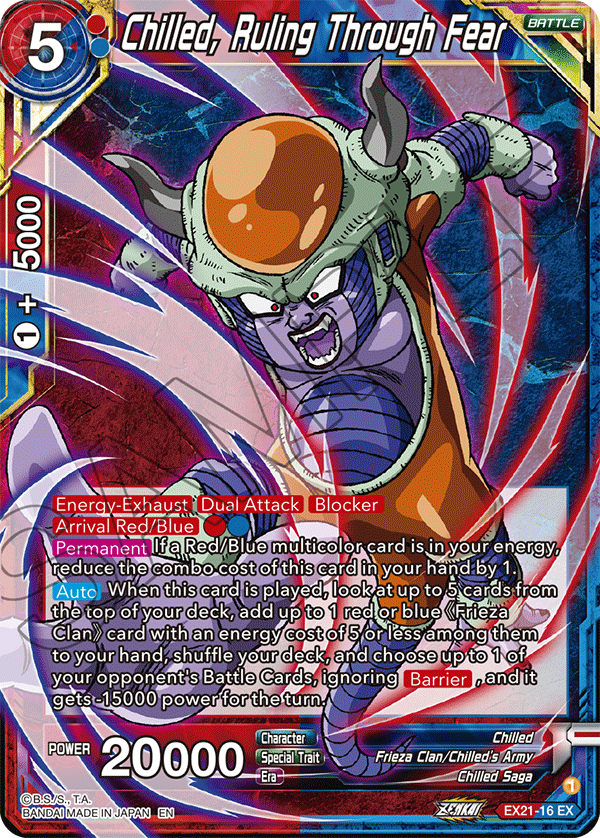 5
Chilled, Ruling Through Fear
BATTLE
1 + 5000
Energy-Exhaust Dual Attack Blocker
Arrival Red/Blue
Permanent If a Red/Blue multicolor card is in your energy,
reduce the combo cost of this card in your hand by 1.
Auto When this card is played, look at up to 5 cards from
the top of your deck, add up to 1 red or blue 《Frieza
Clan》 card with an energy cost of 5 or less among them
to your hand, shuffle your deck, and choose up to 1 of
your opponent's Battle Cards, ignoring Barrier , and it
gets -15000 power for the turn.
POWER 20000
Character Chilled
Special Trait Frieza Clan/Chilled's Army
Era Chilled Saga
1
©B.S./S., T.A.
BANDAI MADE IN JAPAN EN
ZENKAI
EX21-16 EX